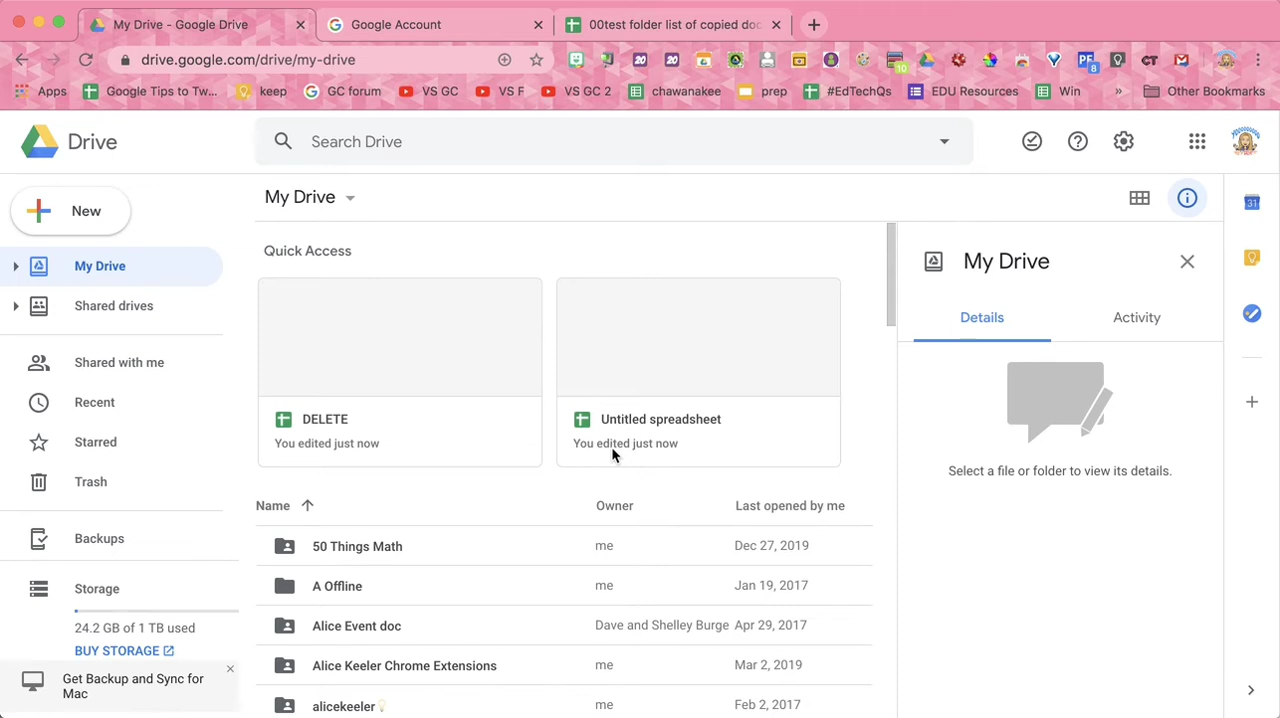 My Drive - Google Drive
Google Account
00test folder list of copied doc
drive.google.com/drive/my-drive
20
20
10
PF
8
CT
Apps
Google Tips to Tw...
keep
GC forum
VS GC
VS F
VS GC 2
chawanakee
prep
#EdTechQs
EDU Resources
Win
»
Other Bookmarks
Drive
Search Drive
New
My Drive
Shared drives
Shared with me
Recent
Starred
Trash
Backups
Storage
24.2 GB of 1 TB used
BUY STORAGE
Get Backup and Sync for
Mac
My Drive
Quick Access
DELETE
You edited just now
Untitled spreadsheet
You edited just now
Name Owner Last opened by me
50 Things Math me Dec 27, 2019
A Offline me Jan 19, 2017
Alice Event doc Dave and Shelley Burge Apr 29, 2017
Alice Keeler Chrome Extensions me Mar 2, 2019
alicekeeler me Feb 2, 2017
My Drive
Details
Activity
Select a file or folder to view its details.
31